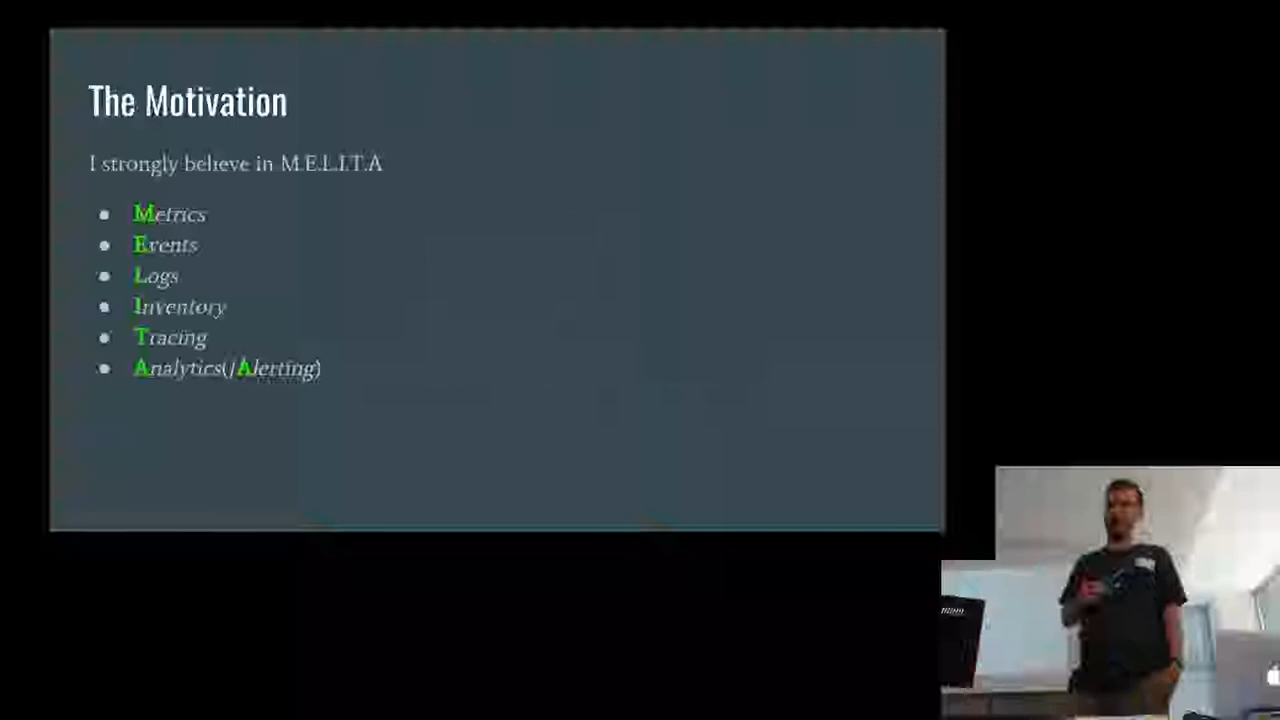 The Motivation
I strongly believe in M.E.L.I.T.A
● Metrics
● Events
● Logs
● Inventory
● Tracing
● Analytics(/Alerting)